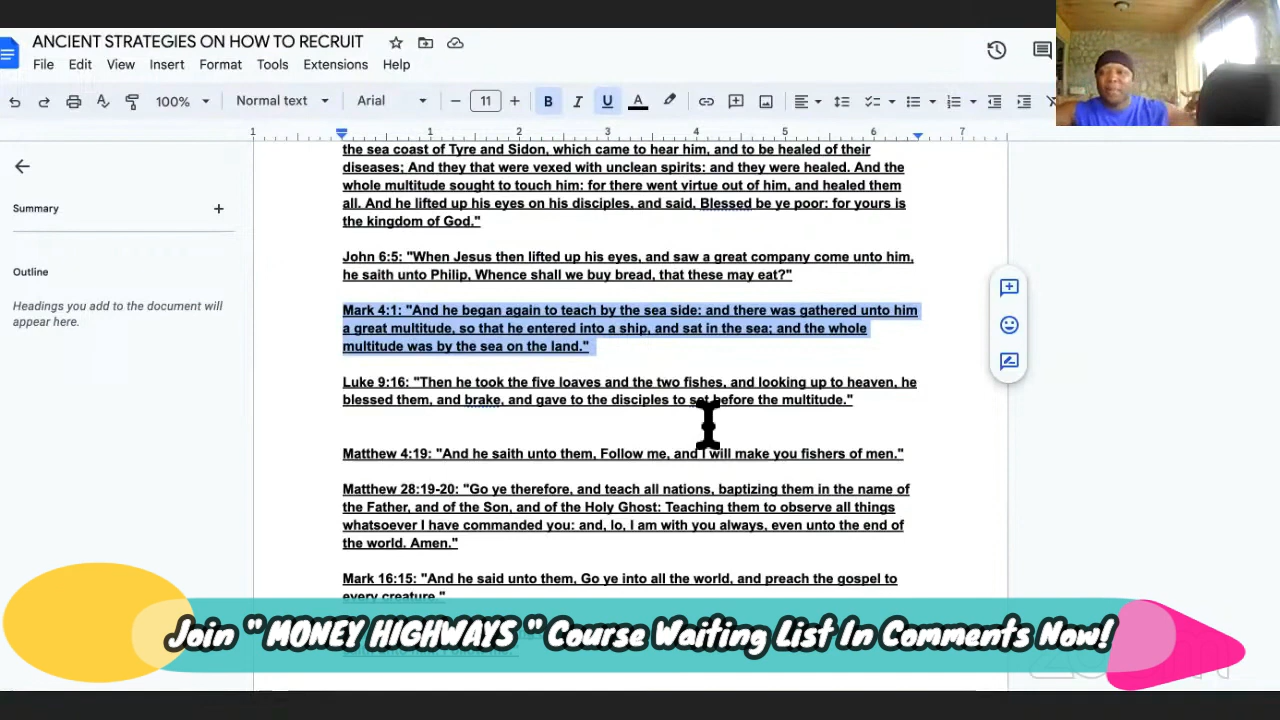 ANCIENT STRATEGIES ON HOW TO RECRUIT
File Edit View Insert Format Tools Extensions Help
100% Normal text Arial − 11 + B I U A
1 1 2 3 4 5 6 7
Summary
Outline
Headings you add to the document will
appear here.
the sea coast of Tyre and Sidon, which came to hear him, and to be healed of their
diseases; And they that were vexed with unclean spirits: and they were healed. And the
whole multitude sought to touch him: for there went virtue out of him, and healed them
all. And he lifted up his eyes on his disciples, and said, Blessed be ye poor: for yours is
the kingdom of God."
John 6:5: "When Jesus then lifted up his eyes, and saw a great company come unto him,
he saith unto Philip, Whence shall we buy bread, that these may eat?"
Mark 4:1: "And he began again to teach by the sea side: and there was gathered unto him
a great multitude, so that he entered into a ship, and sat in the sea; and the whole
multitude was by the sea on the land."
Luke 9:16: "Then he took the five loaves and the two fishes, and looking up to heaven, he
blessed them, and brake, and gave to the disciples to set before the multitude."
Matthew 4:19: "And he saith unto them, Follow me, and I will make you fishers of men."
Matthew 28:19-20: "Go ye therefore, and teach all nations, baptizing them in the name of
the Father, and of the Son, and of the Holy Ghost: Teaching them to observe all things
whatsoever I have commanded you: and, lo, I am with you always, even unto the end of
the world. Amen."
Mark 16:15: "And he said unto them, Go ye into all the world, and preach the gospel to
every creature."
Join " MONEY HIGHWAYS " Course Waiting List In Comments Now!